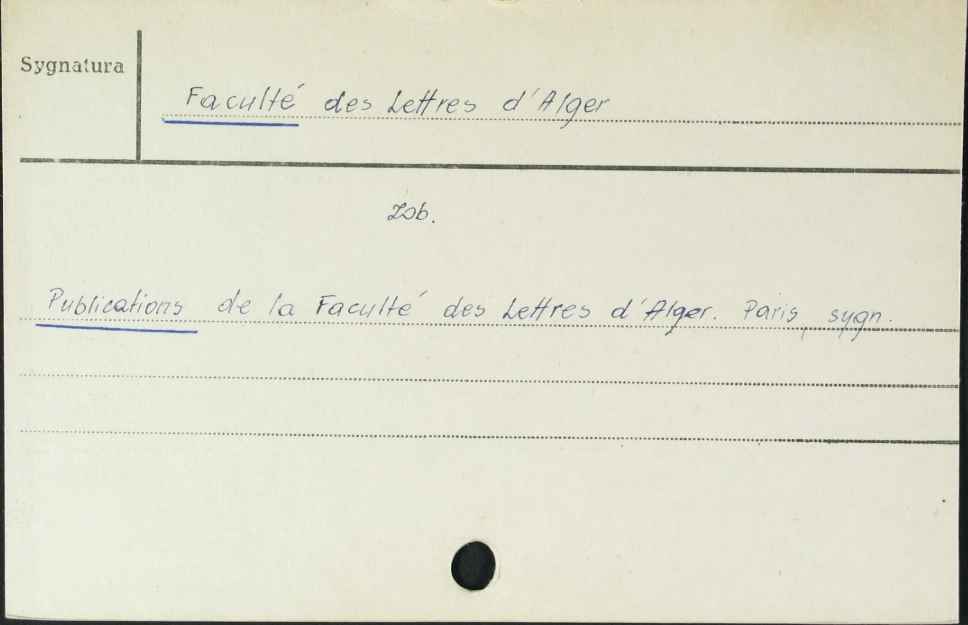 Sygnatura
Faculté des Lettres d'Alger
Zob.
Publications de la Faculté des Lettres d'Alger. Paris, sygn.